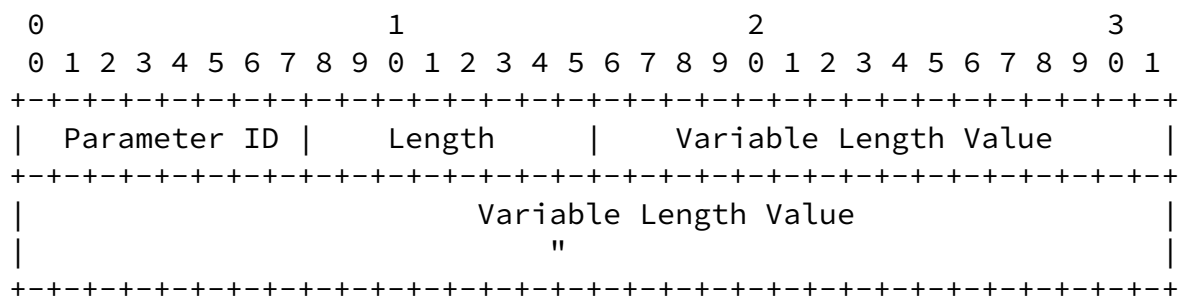 0                   1                   2                   3
 0 1 2 3 4 5 6 7 8 9 0 1 2 3 4 5 6 7 8 9 0 1 2 3 4 5 6 7 8 9 0 1
+-+-+-+-+-+-+-+-+-+-+-+-+-+-+-+-+-+-+-+-+-+-+-+-+-+-+-+-+-+-+-+-+
|  Parameter ID |    Length     |    Variable Length Value      |
+-+-+-+-+-+-+-+-+-+-+-+-+-+-+-+-+-+-+-+-+-+-+-+-+-+-+-+-+-+-+-+-+
|                         Variable Length Value                 |
|                             "                                 |
+-+-+-+-+-+-+-+-+-+-+-+-+-+-+-+-+-+-+-+-+-+-+-+-+-+-+-+-+-+-+-+-+